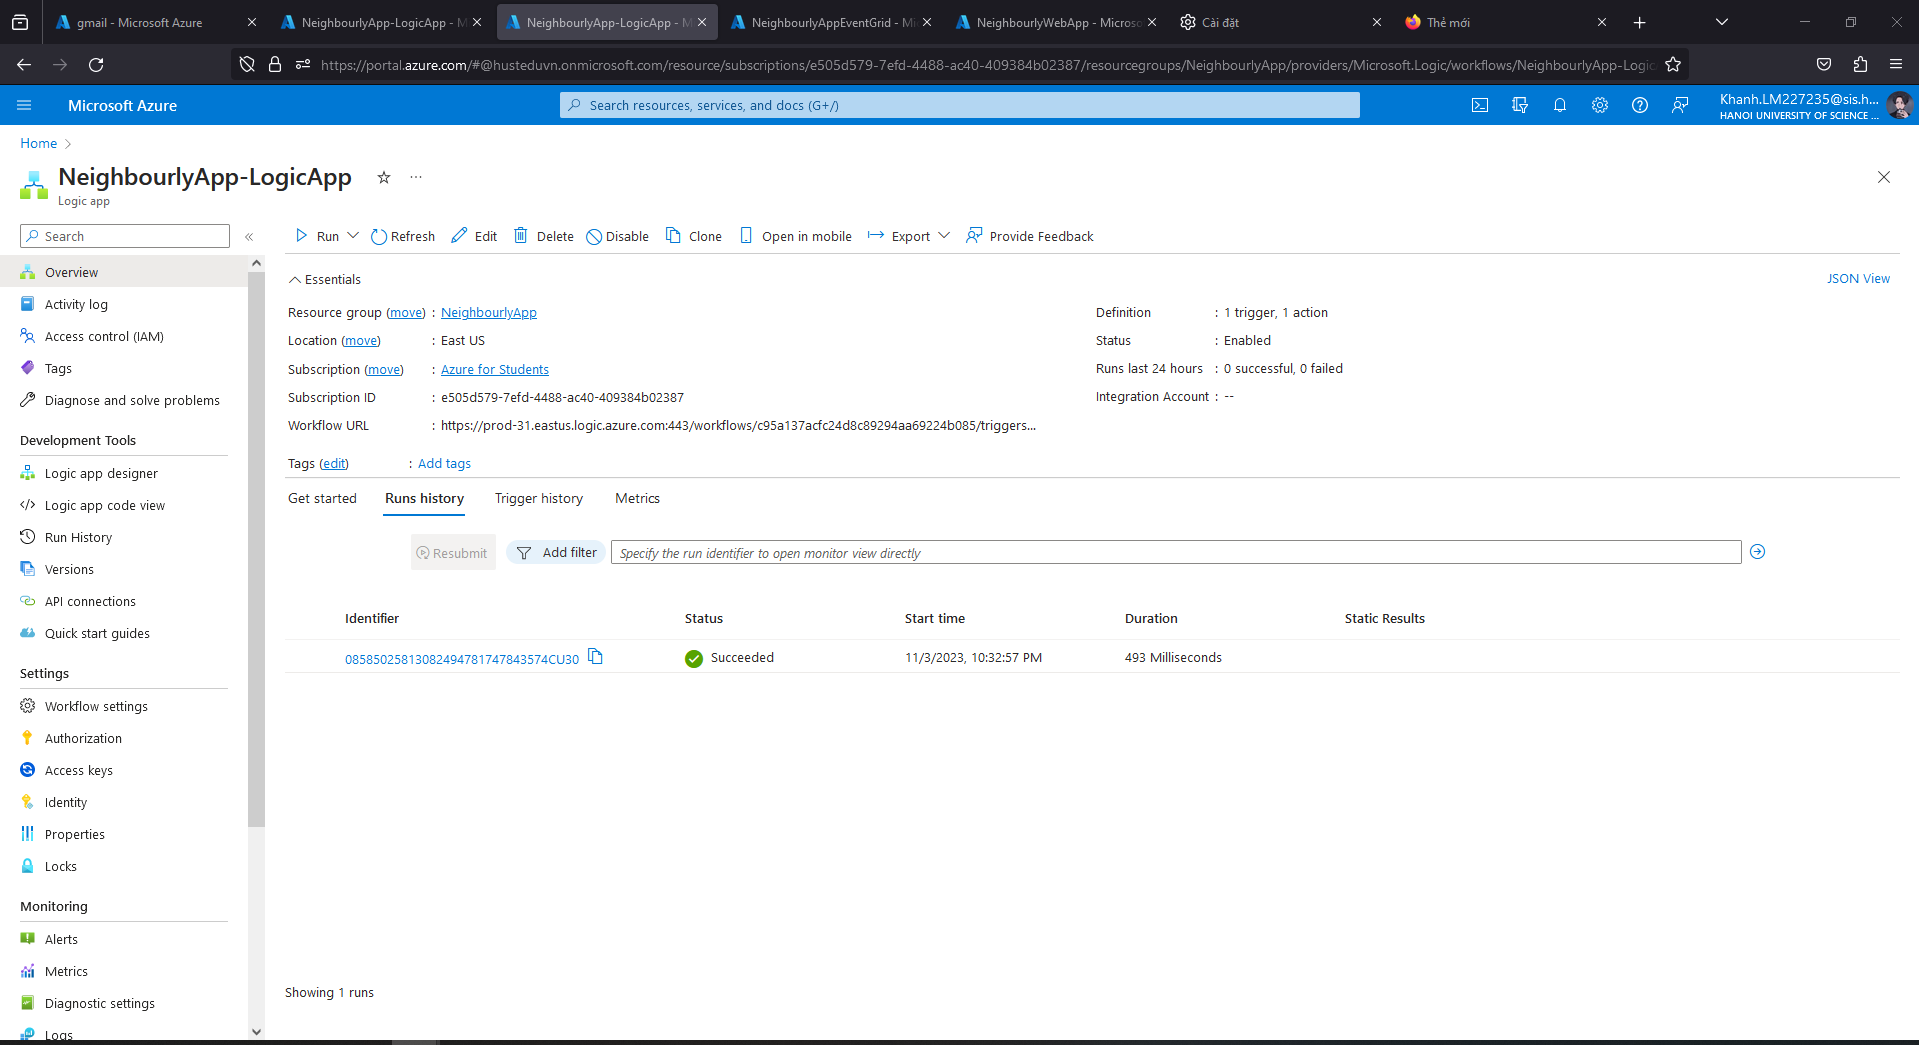 gmail - Microsoft Azure
NeighbourlyApp-LogicApp - M
NeighbourlyApp-LogicApp - M
NeighbourlyAppEventGrid - Mi
NeighbourlyWebApp - Microso
Cài đặt
Thẻ mới
https://portal.azure.com/#@husteduvn.onmicrosoft.com/resource/subscriptions/e505d579-7efd-4488-ac40-409384b02387/resourcegroups/NeighbourlyApp/providers/Microsoft.Logic/workflows/NeighbourlyApp-Logic
Microsoft Azure
Search resources, services, and docs (G+/)
Khanh.LM227235@sis.h...
HANOI UNIVERSITY OF SCIENCE ...
Home
NeighbourlyApp-LogicApp
Logic app
Search
Run
Refresh
Edit
Delete
Disable
Clone
Open in mobile
Export
Provide Feedback
Overview
Activity log
Access control (IAM)
Tags
Diagnose and solve problems
Development Tools
Logic app designer
Logic app code view
Run History
Versions
API connections
Quick start guides
Settings
Workflow settings
Authorization
Access keys
Identity
Properties
Locks
Monitoring
Alerts
Metrics
Diagnostic settings
Logs
Essentials
JSON View
Resource group (move) : NeighbourlyApp
Location (move) : East US
Subscription (move) : Azure for Students
Subscription ID : e505d579-7efd-4488-ac40-409384b02387
Workflow URL : https://prod-31.eastus.logic.azure.com:443/workflows/c95a137acfc24d8c89294aa69224b085/triggers...
Definition : 1 trigger, 1 action
Status : Enabled
Runs last 24 hours : 0 successful, 0 failed
Integration Account : --
Tags (edit) : Add tags
Get started
Runs history
Trigger history
Metrics
Resubmit
Add filter
Specify the run identifier to open monitor view directly
Identifier Status Start time Duration Static Results
08585025813082494781747843574CU30 Succeeded 11/3/2023, 10:32:57 PM 493 Milliseconds
Showing 1 runs